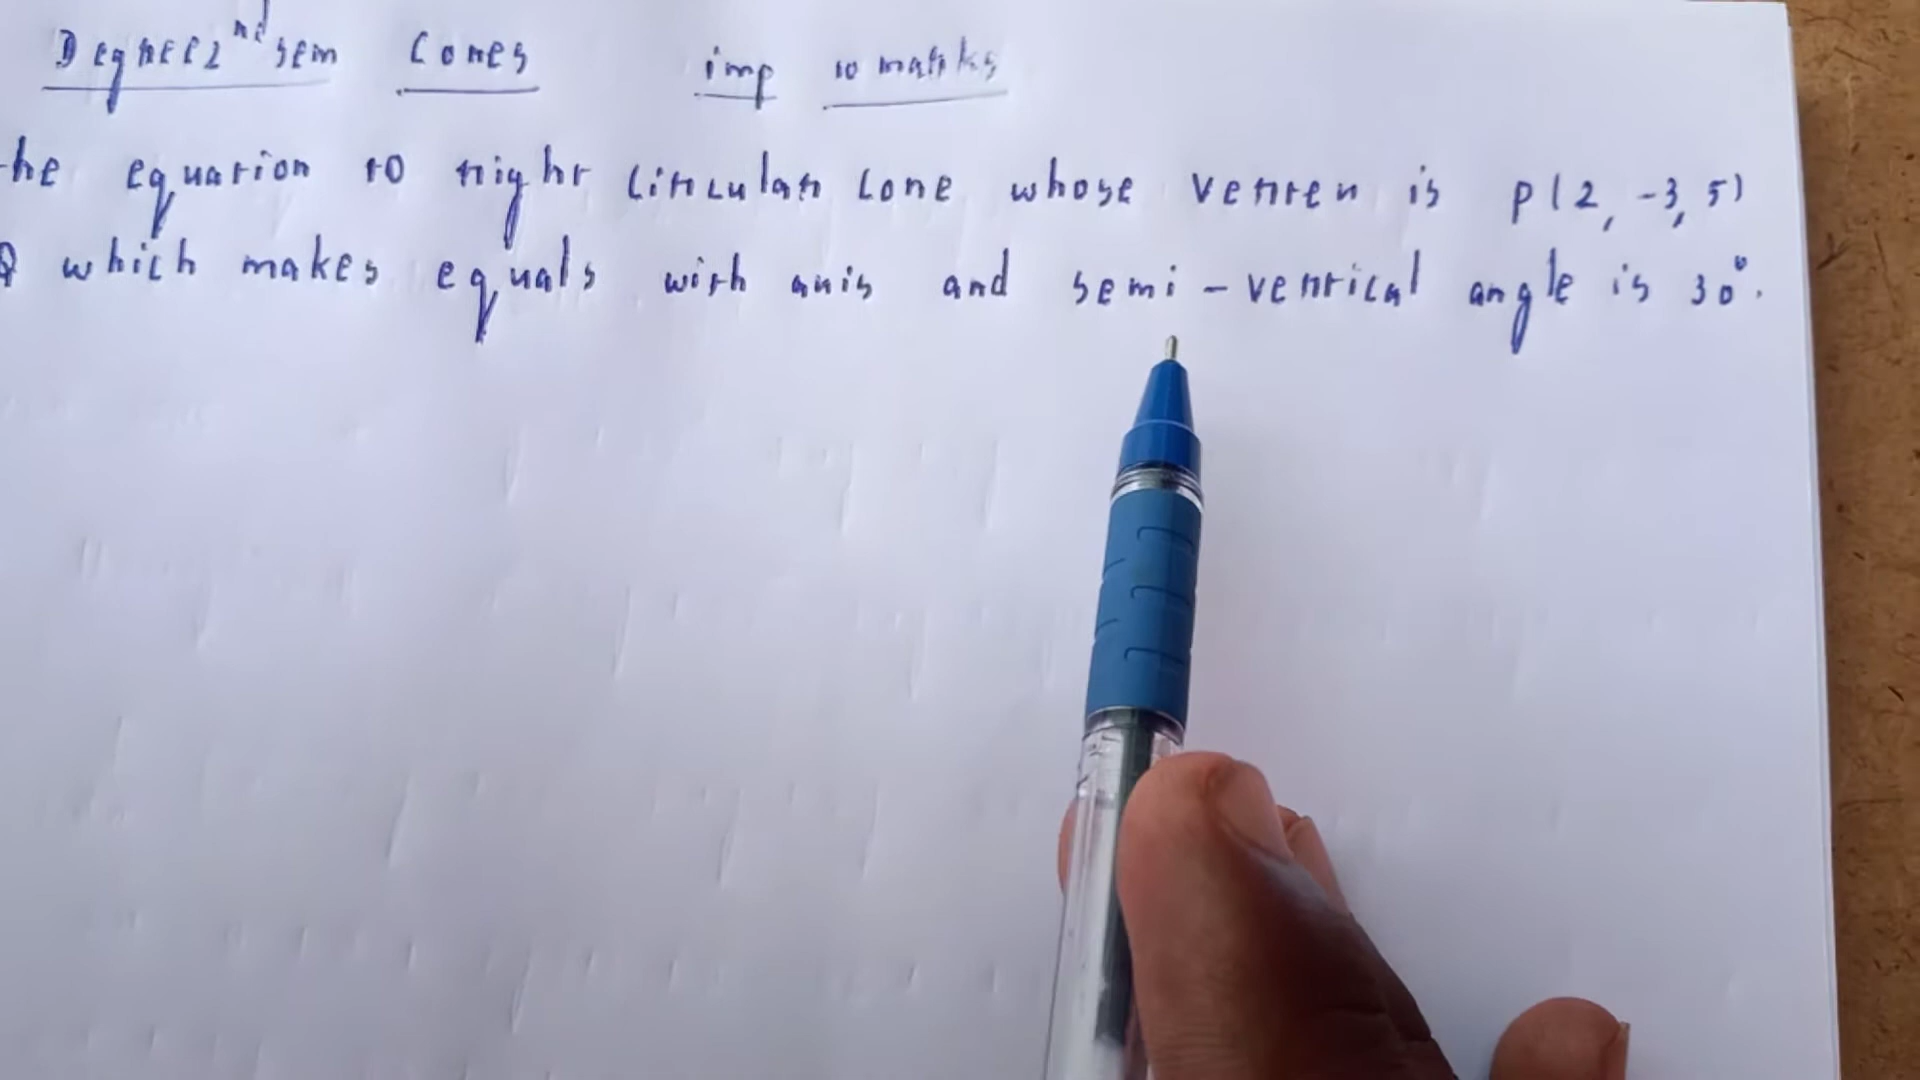 Degree 2nd sem Cones imp 10 marks
he equation to right circular cone whose vertex is P(2, -3, 5)
Q which makes equals with axis and semi-vertical angle is 30°.